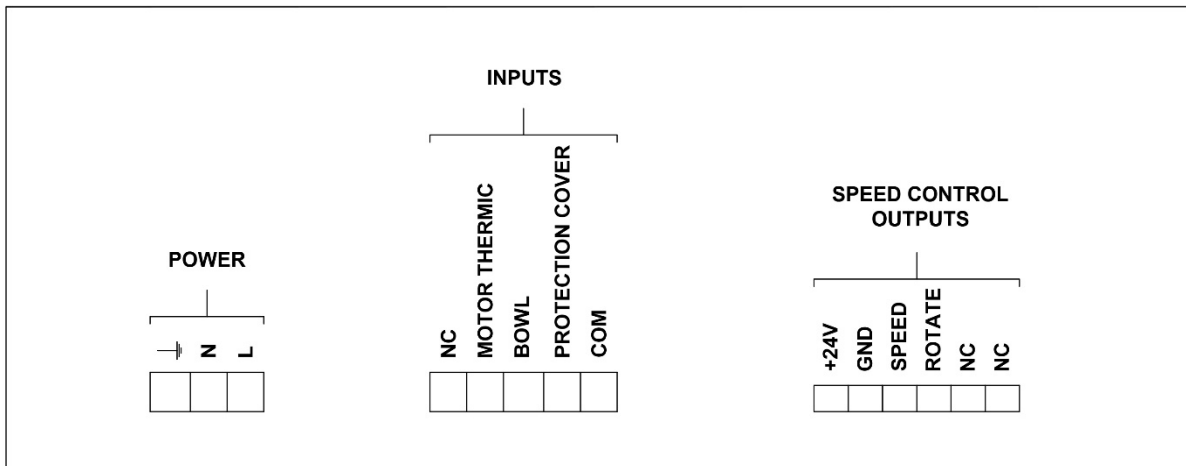 INPUTS
SPEED CONTROL
OUTPUTS
POWER
N
L
NC
MOTOR THERMIC
BOWL
PROTECTION COVER
COM
+24V
GND
SPEED
ROTATE
NC
NC